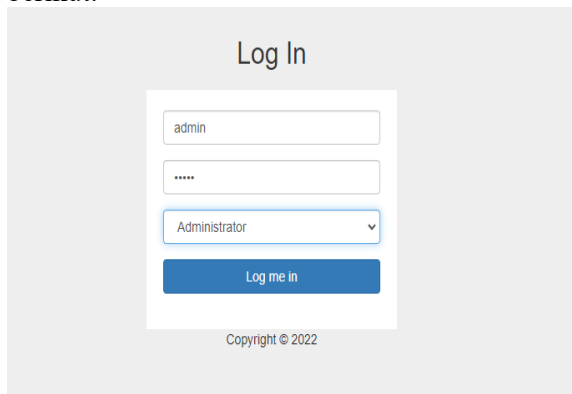 Log In
admin
•••••
Administrator
Log me in
Copyright © 2022